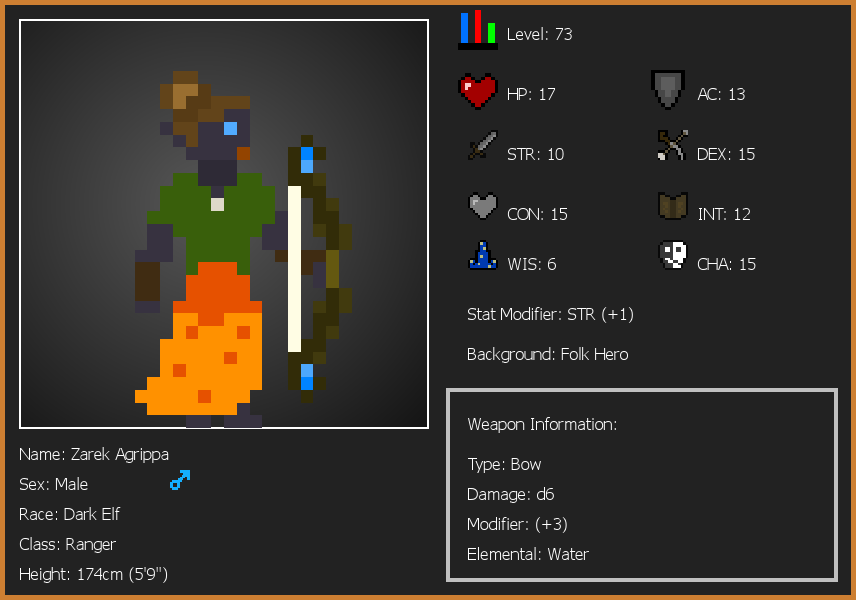 Level: 73
HP: 17
AC: 13
STR: 10
DEX: 15
CON: 15
INT: 12
WIS: 6
CHA: 15
Stat Modifier: STR (+1)
Background: Folk Hero
Weapon Information:
Type: Bow
Damage: d6
Modifier: (+3)
Elemental: Water
Name: Zarek Agrippa
Sex: Male
Race: Dark Elf
Class: Ranger
Height: 174cm (5'9")